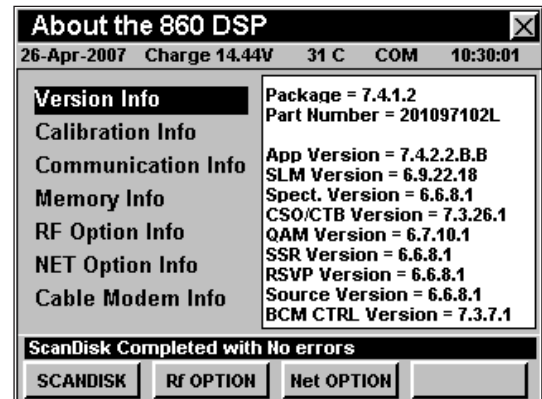 About the 860 DSP
26-Apr-2007 Charge 14.44V 31 C COM 10:30:01
Version Info
Calibration Info
Communication Info
Memory Info
RF Option Info
NET Option Info
Cable Modem Info
Package = 7.4.1.2
Part Number = 201097102L
App Version = 7.4.2.2.B.B
SLM Version = 6.9.22.18
Spect. Version = 6.6.8.1
CSO/CTB Version = 7.3.26.1
QAM Version = 6.7.10.1
SSR Version = 6.6.8.1
RSVP Version = 6.6.8.1
Source Version = 6.6.8.1
BCM CTRL Version = 7.3.7.1
ScanDisk Completed with No errors
SCANDISK Rf OPTION Net OPTION